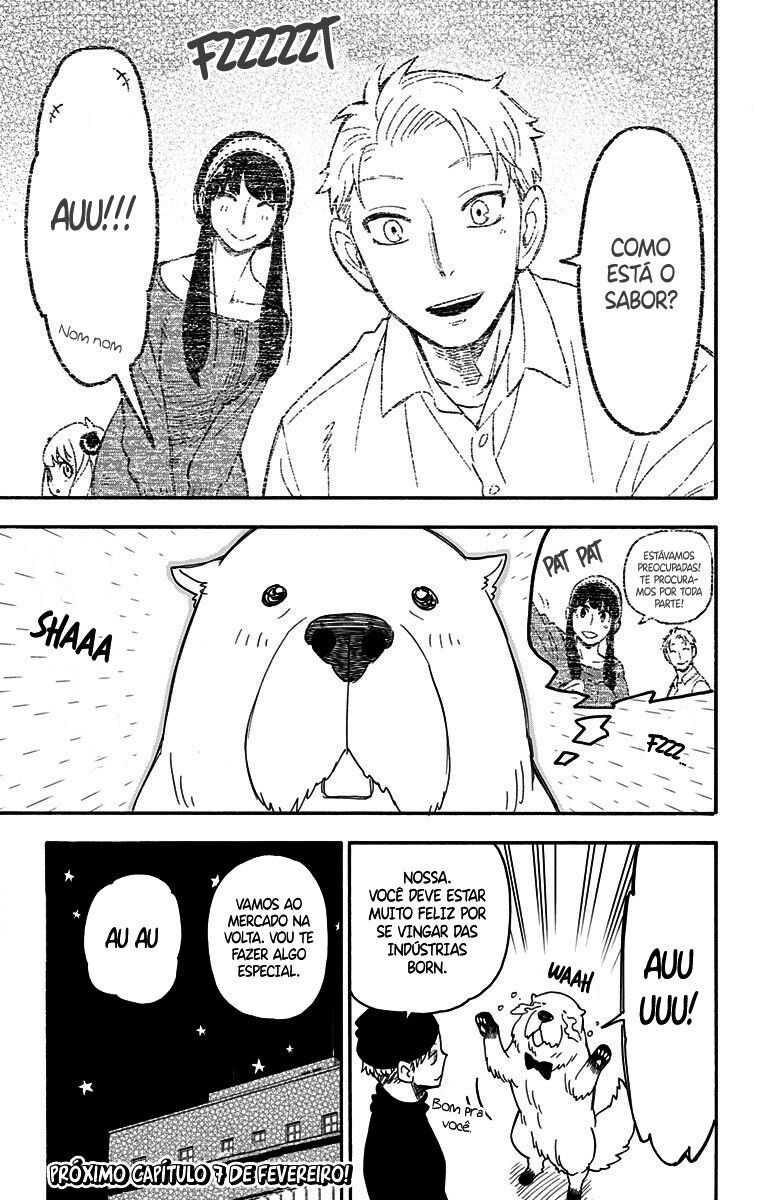 FZZZZZT
COMO
ESTÁ O
SABOR?
AUU!!!
Nom nom
ESTÁVAMOS
PREOCUPADAS!
TE PROCURA-
MOS POR TODA
PARTE!
PAT PAT
SHAAA
FZZZ...
AUU
UUU!
WAAH
NOSSA.
VOCÊ DEVE ESTAR
MUITO FELIZ POR
SE VINGAR DAS
INDÚSTRIAS
BORN.
Bom pra
você.
VAMOS AO
MERCADO NA
VOLTA. VOU TE
FAZER ALGO
ESPECIAL.
AU AU
PRÓXIMO CAPÍTULO 7 DE FEVEREIRO!